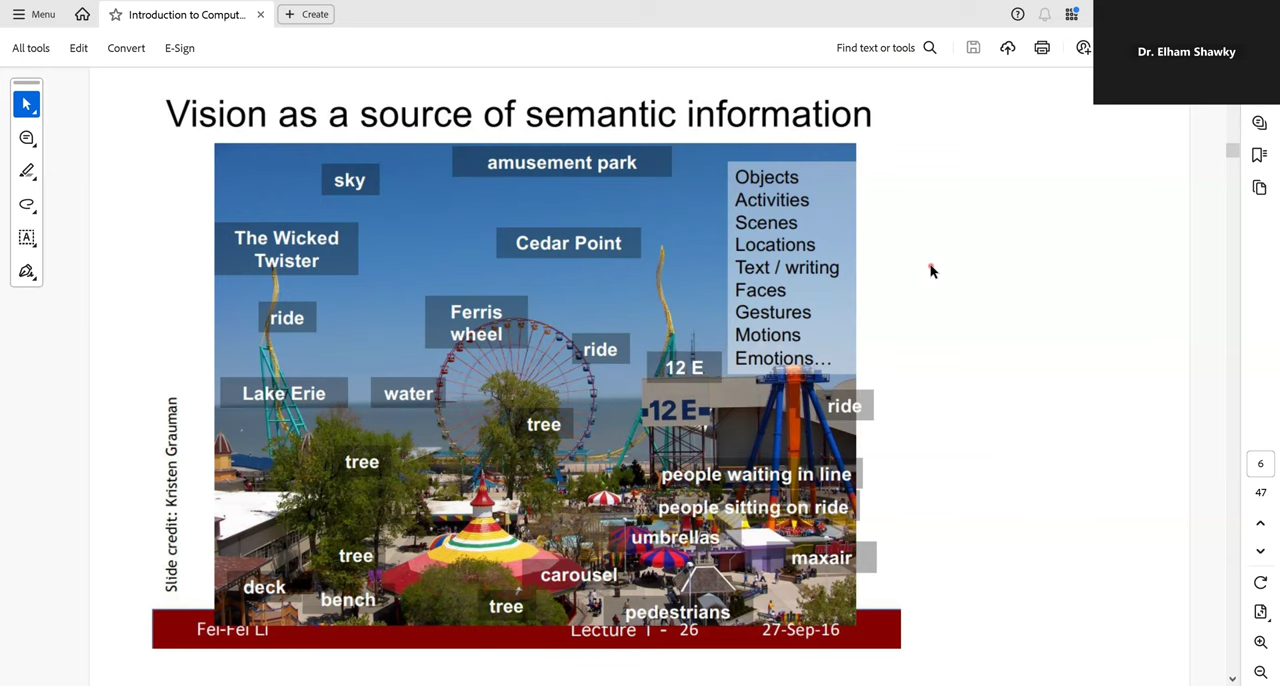 Menu
Introduction to Comput...
Create
All tools
Edit
Convert
E-Sign
Find text or tools
Dr. Elham Shawky
Vision as a source of semantic information
amusement park
sky
Objects
Activities
Scenes
Locations
Text / writing
Faces
Gestures
Motions
Emotions...
The Wicked
Twister
Cedar Point
ride
Ferris
wheel
ride
12 E
Lake Erie
water
12 E
ride
tree
tree
people waiting in line
people sitting on ride
umbrellas
tree
maxair
carousel
deck
bench
tree
pedestrians
Slide credit: Kristen Grauman
Fei-Fei Li
Lecture 1 - 26
27-Sep-16
6
47